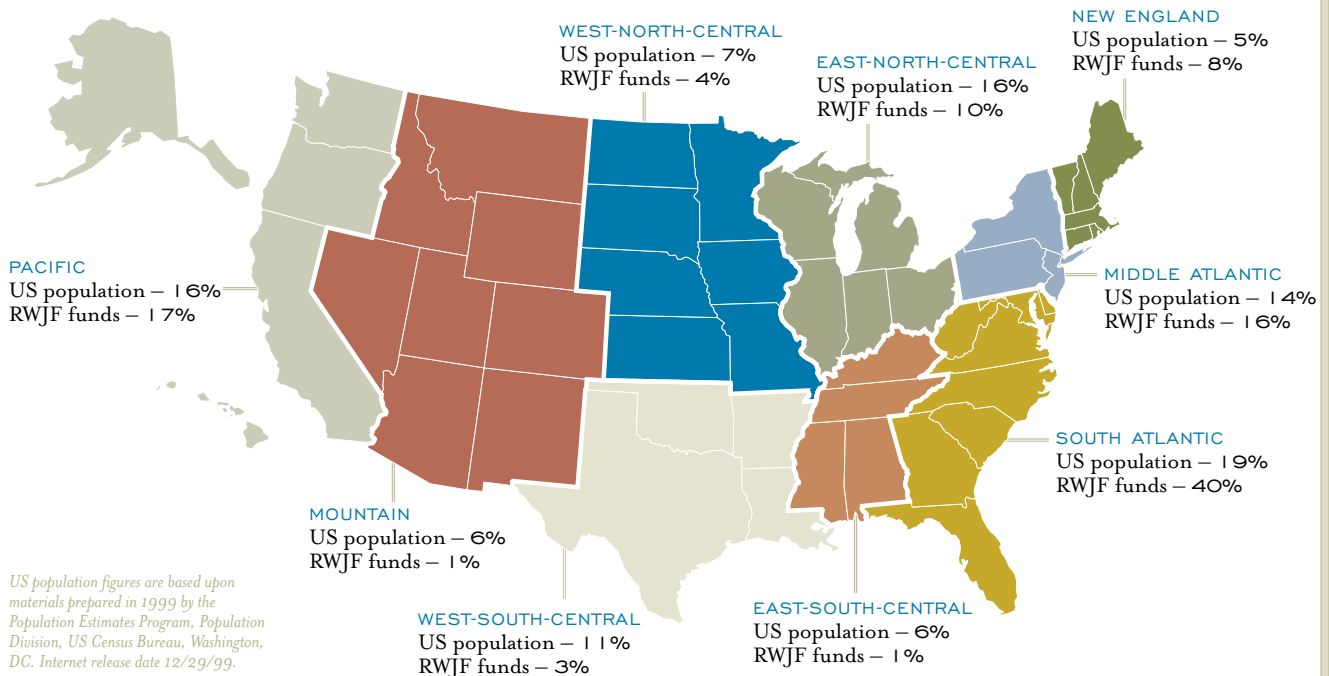 NEW ENGLAND
US population – 5%
RWJF funds – 8%
WEST-NORTH-CENTRAL
US population – 7%
RWJF funds – 4%
EAST-NORTH-CENTRAL
US population – 16%
RWJF funds – 10%
PACIFIC
US population – 16%
RWJF funds – 17%
MIDDLE ATLANTIC
US population – 14%
RWJF funds – 16%
SOUTH ATLANTIC
US population – 19%
RWJF funds – 40%
MOUNTAIN
US population – 6%
RWJF funds – 1%
WEST-SOUTH-CENTRAL
US population – 11%
RWJF funds – 3%
EAST-SOUTH-CENTRAL
US population – 6%
RWJF funds – 1%
US population figures are based upon
materials prepared in 1999 by the
Population Estimates Program, Population
Division, US Census Bureau, Washington,
DC. Internet release date 12/29/99.